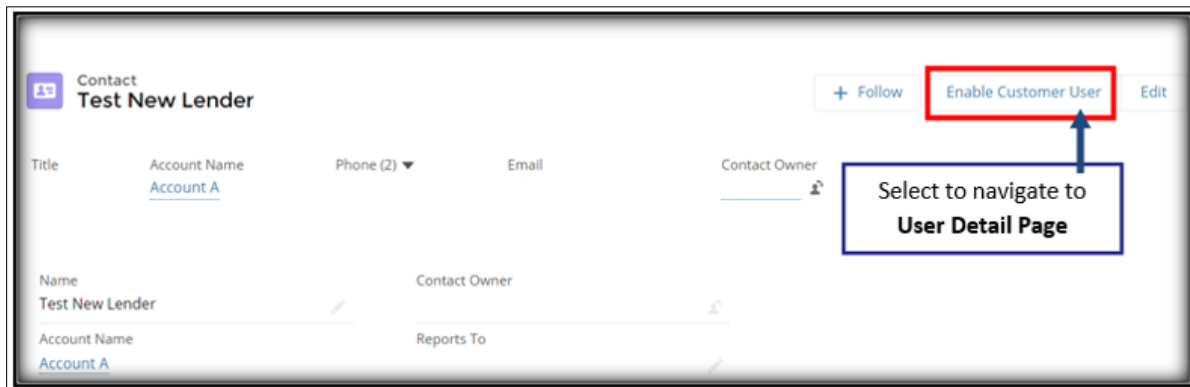 Contact
Test New Lender
+ Follow
Enable Customer User
Edit
Title
Account Name
Phone (2)
Email
Contact Owner
Account A
Select to navigate to
User Detail Page
Name
Contact Owner
Test New Lender
Account Name
Reports To
Account A